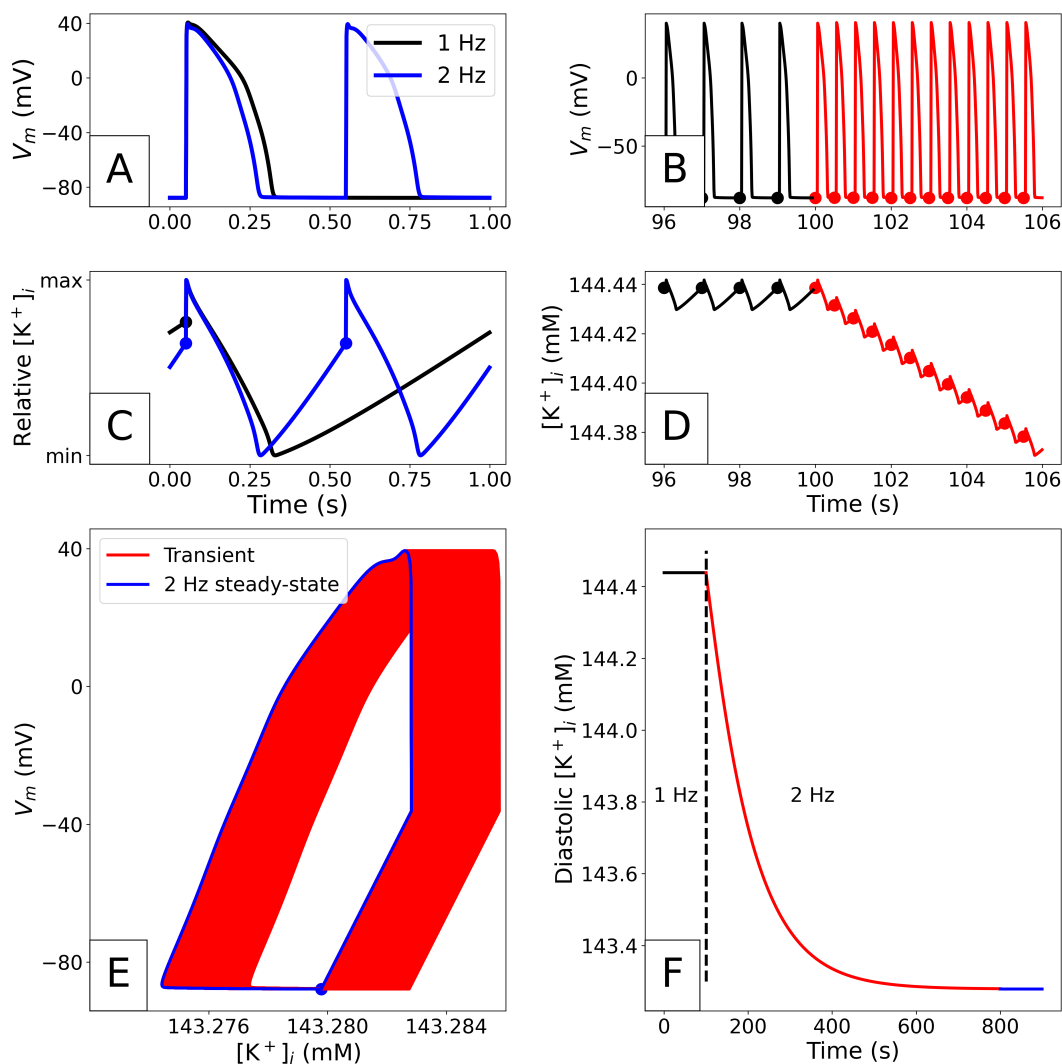 V_m (mV)
40
0
−40
−80
0.00
0.25
0.50
0.75
1.00
1 Hz
2 Hz
A
V_m (mV)
0
−50
96
98
100
102
104
106
B
Relative [K⁺]ᵢ
max
min
0.00
0.25
0.50
0.75
1.00
Time (s)
C
[K⁺]ᵢ (mM)
144.44
144.42
144.40
144.38
96
98
100
102
104
106
Time (s)
D
V_m (mV)
40
0
−40
−80
143.276
143.280
143.284
[K⁺]ᵢ (mM)
Transient
2 Hz steady-state
E
Diastolic [K⁺]ᵢ (mM)
144.4
144.2
144.0
143.8
143.6
143.4
0
200
400
600
800
Time (s)
1 Hz
2 Hz
F